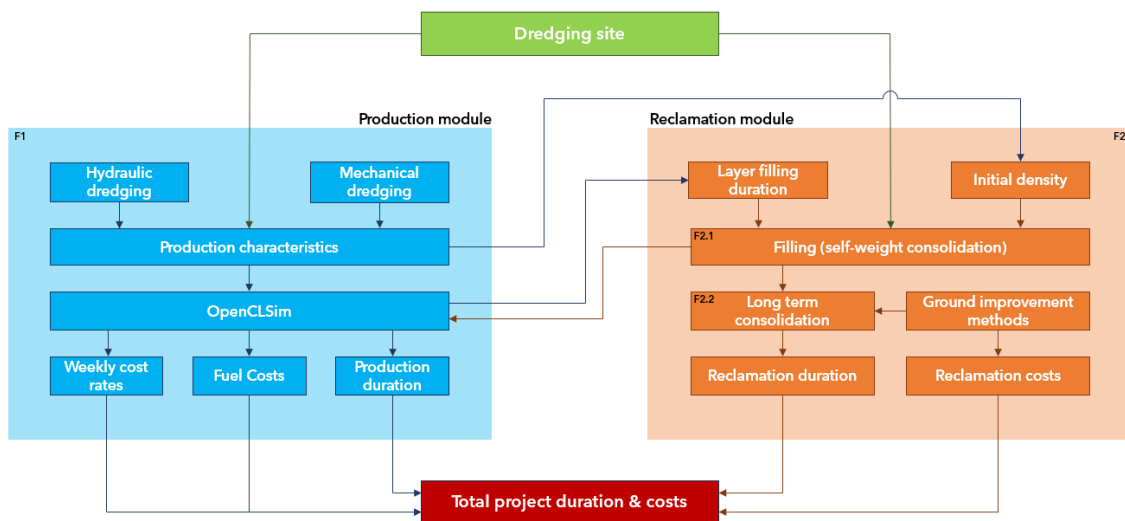 Dredging site
Production module
Reclamation module
F1
F2
Hydraulic
dredging
Mechanical
dredging
Layer filling
duration
Initial density
Production characteristics
F2.1
Filling (self-weight consolidation)
OpenCLSim
F2.2
Long term
consolidation
Ground improvement
methods
Weekly cost
rates
Fuel Costs
Production
duration
Reclamation duration
Reclamation costs
Total project duration & costs